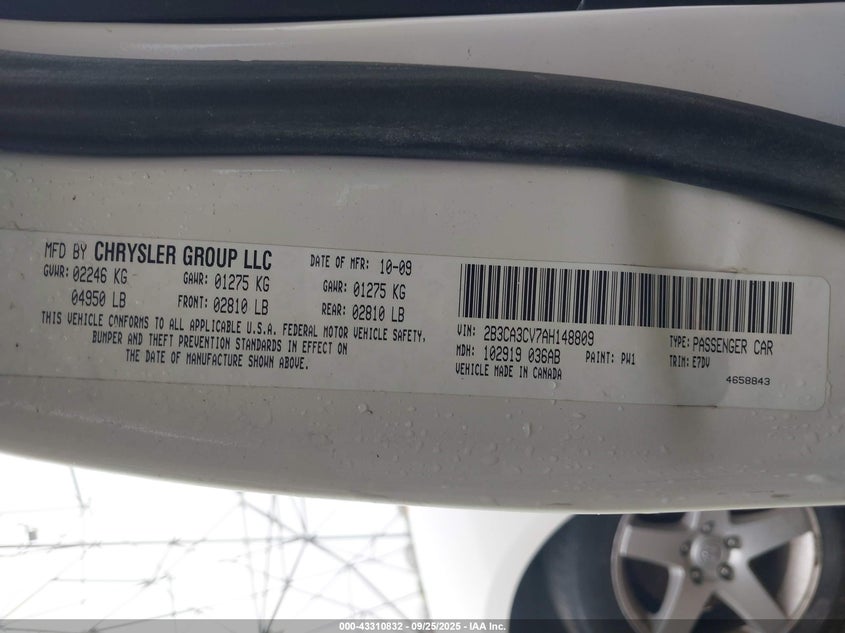 MFD BY CHRYSLER GROUP LLC
DATE OF MFR: 10-09
GVWR: 02246 KG
GAWR: 01275 KG
GAWR: 01275 KG
04950 LB
FRONT: 02810 LB
REAR: 02810 LB
THIS VEHICLE CONFORMS TO ALL APPLICABLE U.S.A. FEDERAL MOTOR VEHICLE SAFETY,
BUMPER AND THEFT PREVENTION STANDARDS IN EFFECT ON
THE DATE OF MANUFACTURE SHOWN ABOVE.
VIN: 2B3CA3CV7AH148809
TYPE: PASSENGER CAR
MDH: 102919 036AB
PAINT: PW1
TRIM: E7DV
VEHICLE MADE IN CANADA
4658843
000-43310832 - 09/25/2025 - IAA Inc.